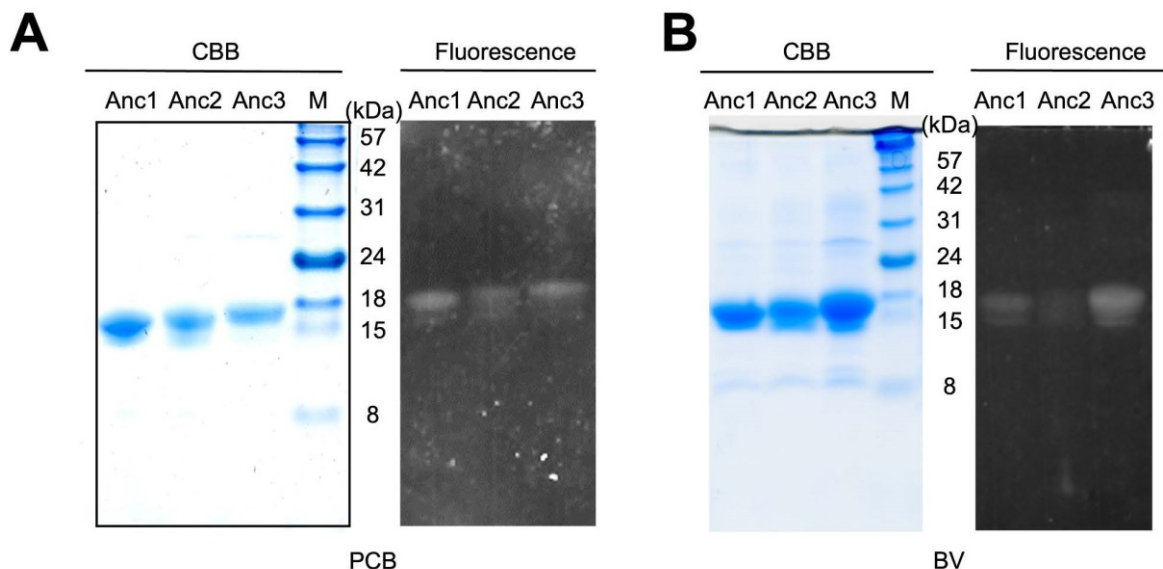 A
CBB
Fluorescence
Anc1 Anc2 Anc3 M (kDa) Anc1 Anc2 Anc3
57
42
31
24
18
15
8
PCB
B
CBB
Fluorescence
Anc1 Anc2 Anc3 M (kDa) Anc1 Anc2 Anc3
57
42
31
24
18
15
8
BV